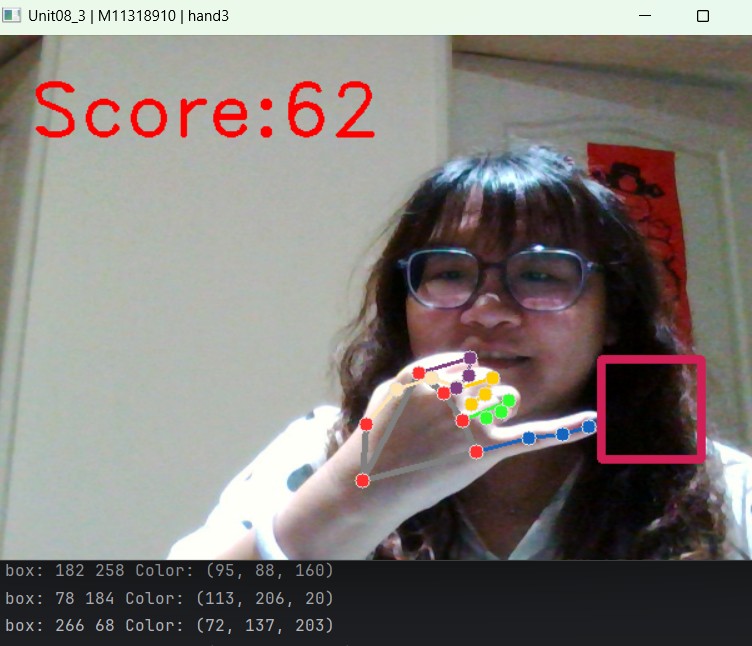 Unit08_3 | M11318910 | hand3
Score:62
box: 182 258 Color: (95, 88, 160)
box: 78 184 Color: (113, 206, 20)
box: 266 68 Color: (72, 137, 203)